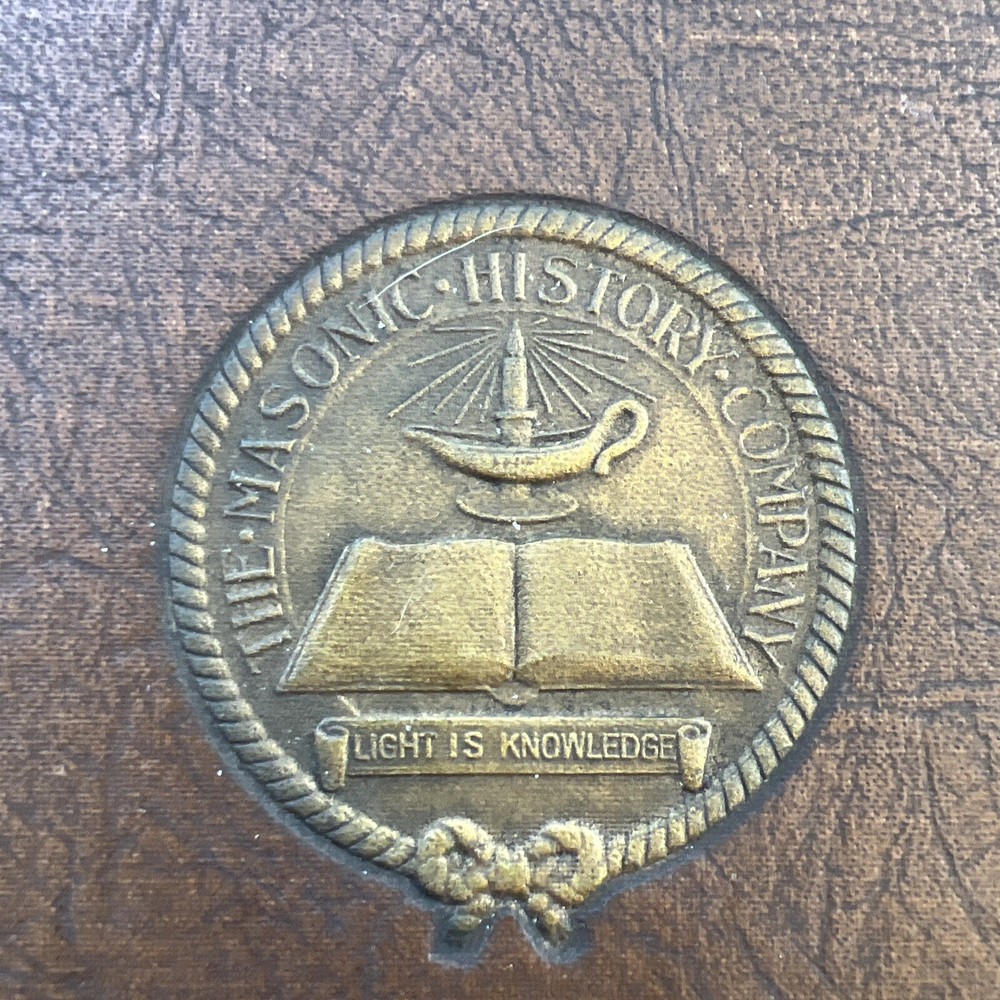 THE · MASONIC · HISTORY · COMPANY
LIGHT IS KNOWLEDGE